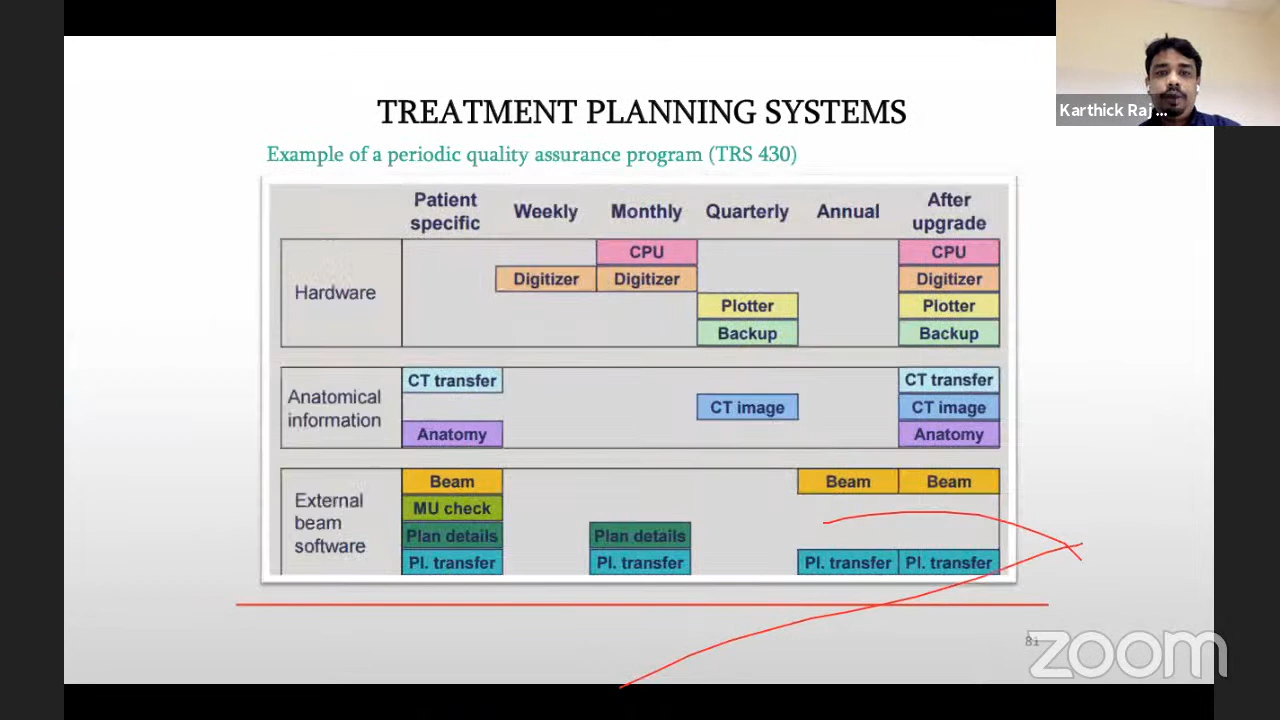 Karthick Raj ...
TREATMENT PLANNING SYSTEMS
Example of a periodic quality assurance program (TRS 430)
Patient specific Weekly Monthly Quarterly Annual After upgrade
Hardware
CPU CPU
Digitizer Digitizer Digitizer
Plotter Plotter
Backup Backup
Anatomical information
CT transfer CT transfer
CT image CT image
Anatomy Anatomy
External beam software
Beam Beam Beam
MU check
Plan details Plan details
Pl. transfer Pl. transfer Pl. transfer Pl. transfer
81
zoom